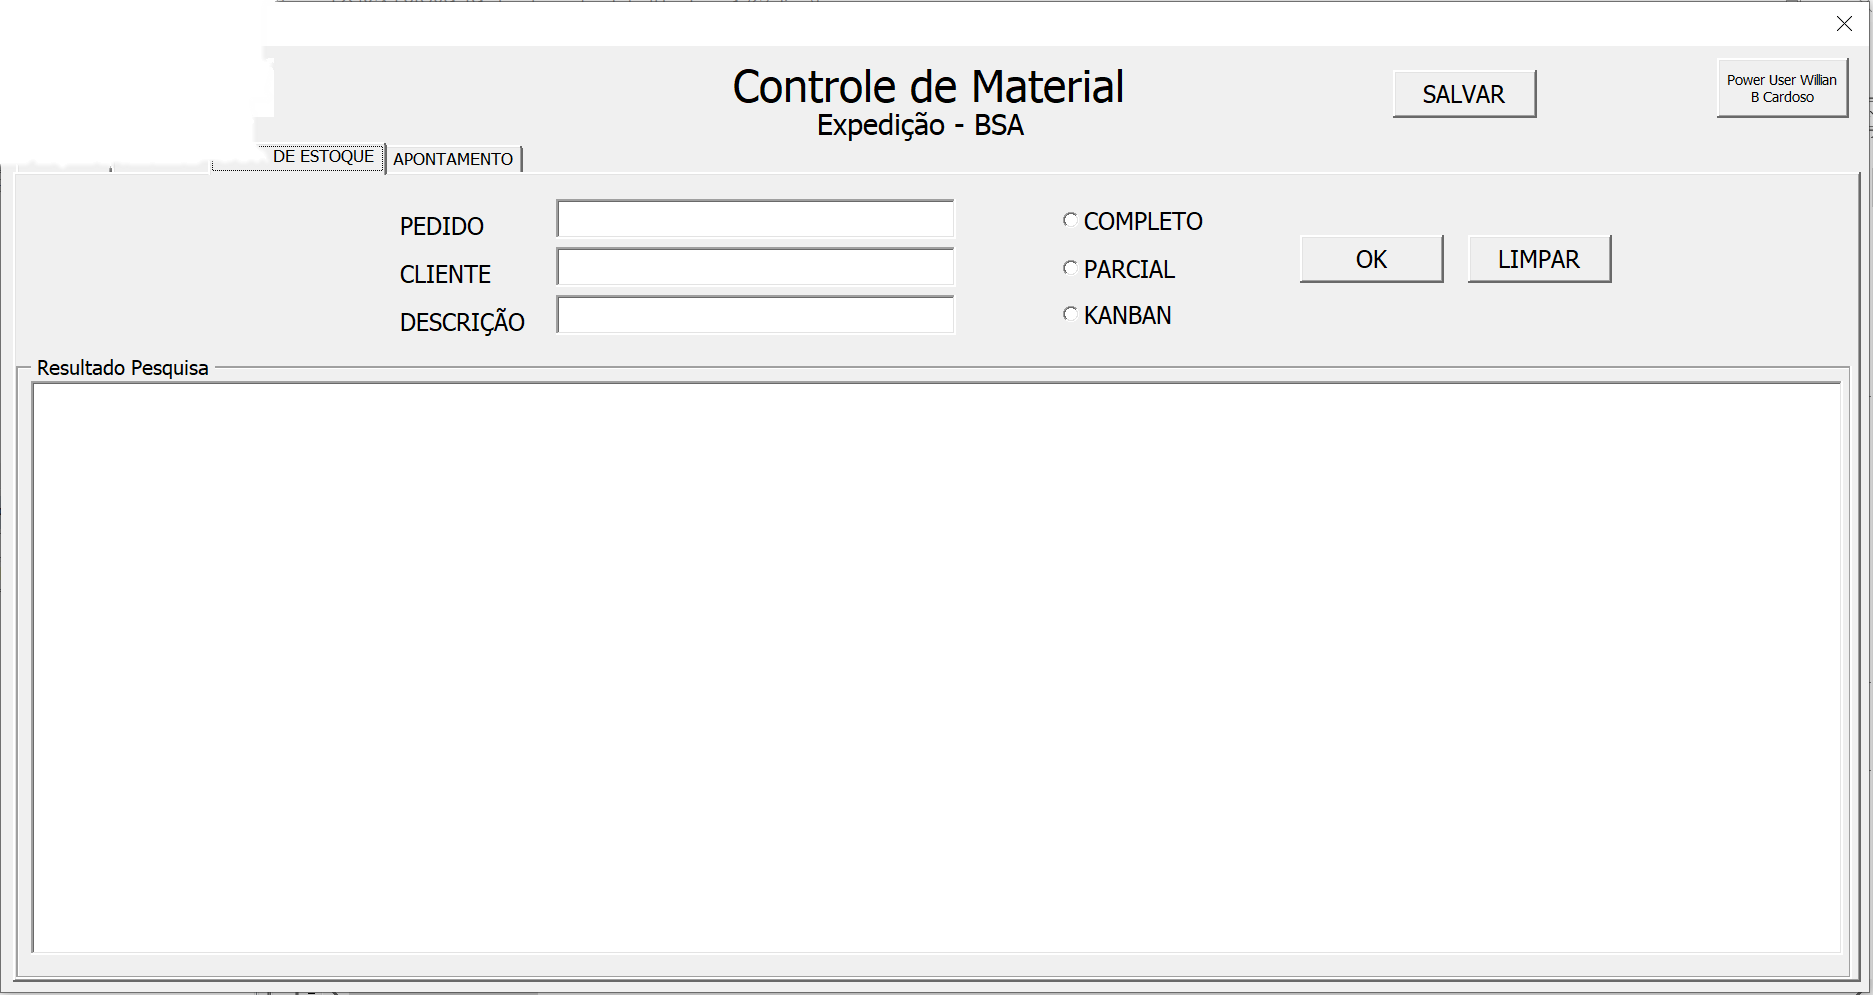 Controle de Material
Expedição - BSA
SALVAR
Power User Willian
B Cardoso
DE ESTOQUE
APONTAMENTO
PEDIDO
CLIENTE
DESCRIÇÃO
COMPLETO
PARCIAL
KANBAN
OK
LIMPAR
Resultado Pesquisa